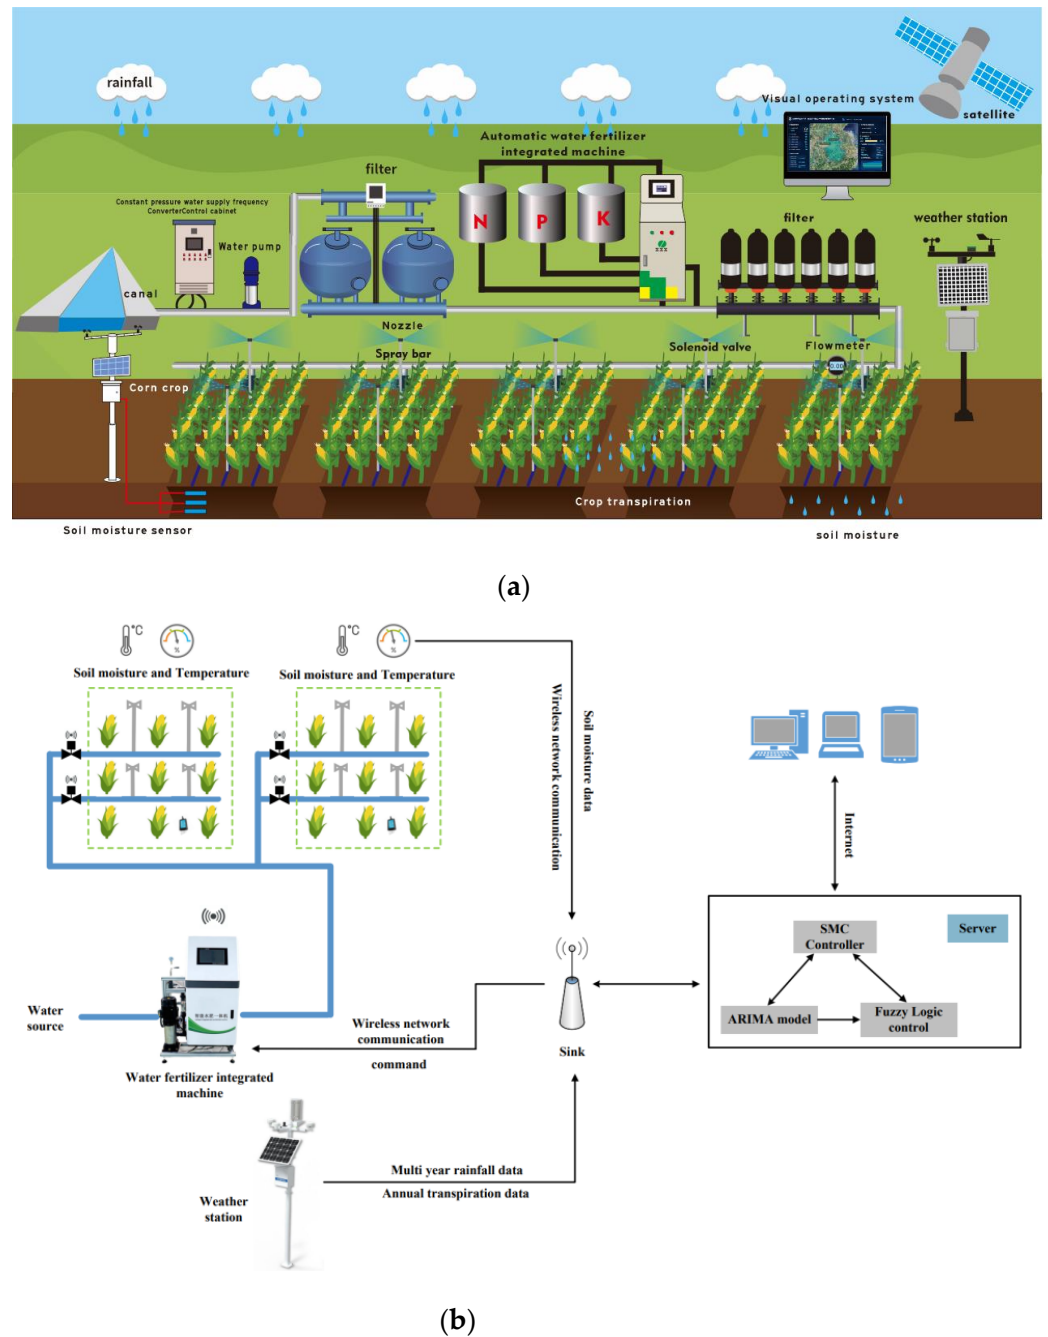 rainfall
Visual operating system
satellite
Automatic water fertilizer
integrated machine
filter
Constant pressure water supply frequency
ConverterControl cabinet
Water pump
N
P
K
filter
weather station
canal
Nozzle
Solenoid valve
Flowmeter
Spray bar
0.00
Corn crop
Crop transpiration
Soil moisture sensor
soil moisture
(a)
°C
%
°C
%
Soil moisture and Temperature
Soil moisture and Temperature
Soil moisture data
Wireless network communication
Internet
SMC
Controller
Server
ARIMA model
Fuzzy Logic
control
Water
source
Wireless network
communication
command
Sink
Water fertilizer integrated
machine
Multi year rainfall data
Annual transpiration data
Weather
station
(b)